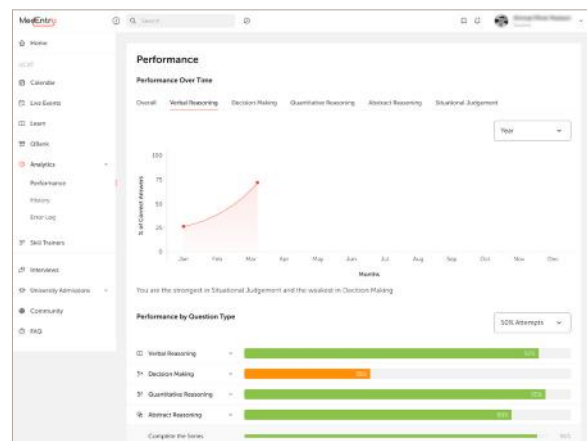 MedEntry
Search
Home
UCAT
Calendar
Live Events
Learn
QBank
Analytics
Performance
History
Error Log
Skill Trainers
Interviews
University Admissions
Community
FAQ
Performance
Performance Over Time
Overall Verbal Reasoning Decision Making Quantitative Reasoning Abstract Reasoning Situational Judgement
Year
% of Correct Answers
100
75
50
25
0
Jan Feb Mar Apr May Jun Jul Aug Sep Oct Nov Dec
Months
You are the strongest in Situational Judgement and the weakest in Decision Making
Performance by Question Type
50% Attempts
Verbal Reasoning
Decision Making
Quantitative Reasoning
Abstract Reasoning
Complete the Series